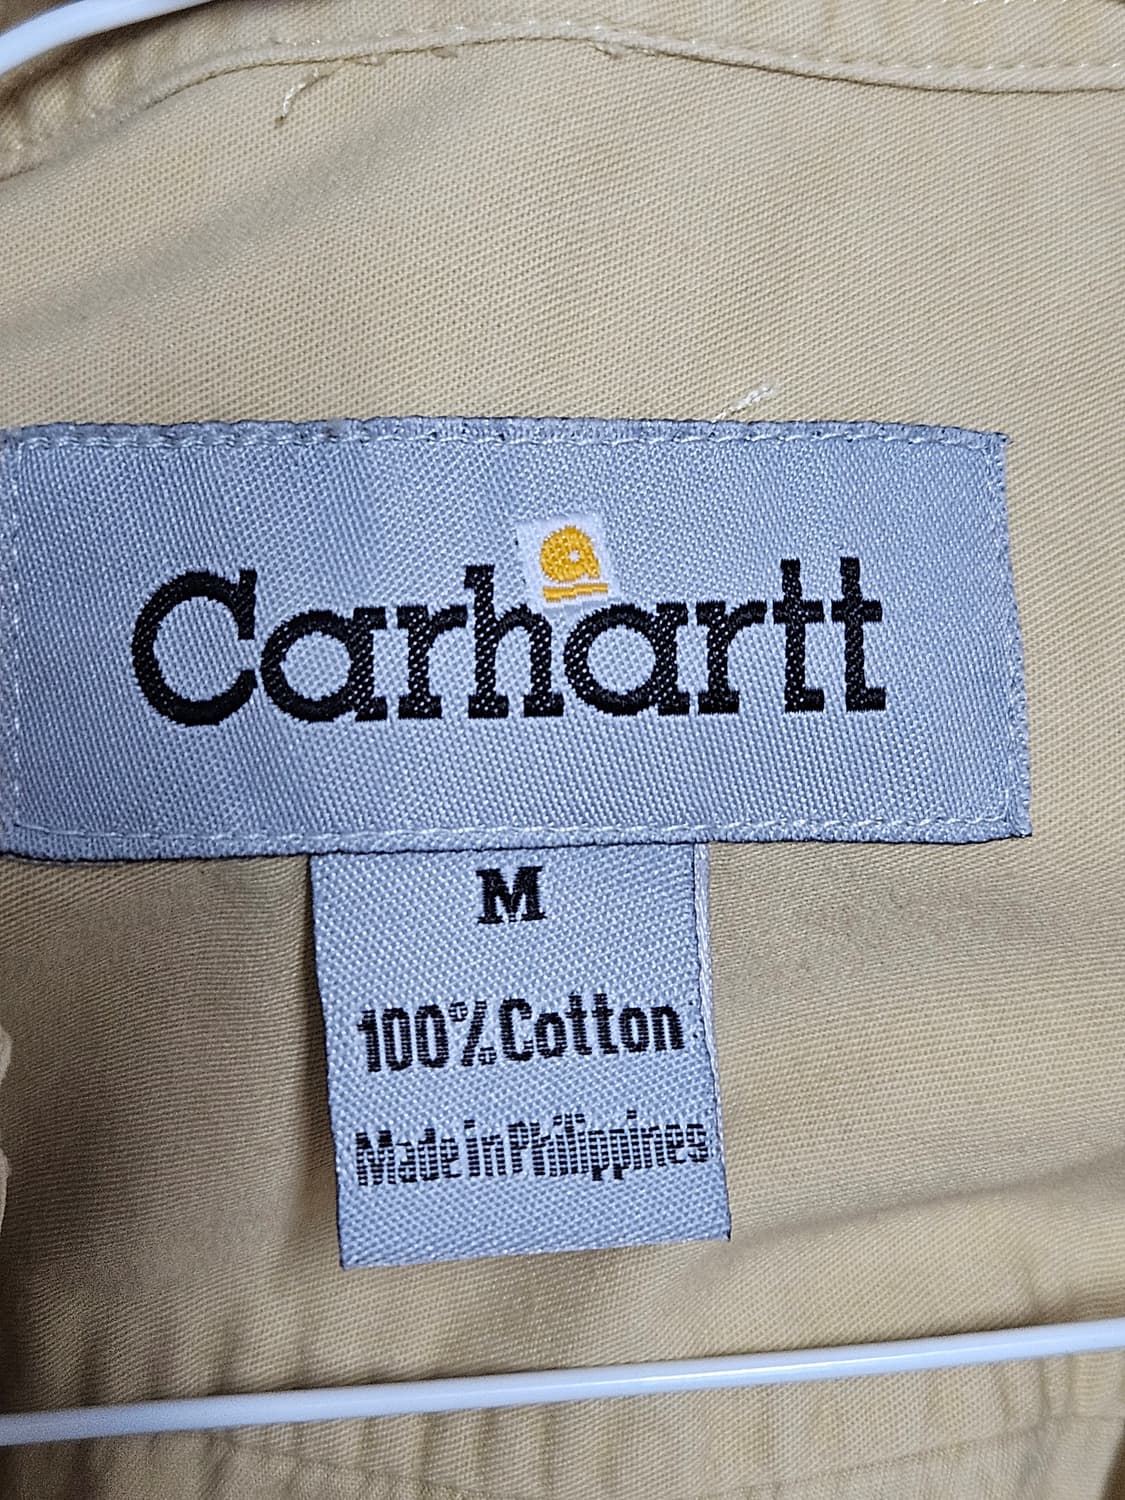 Carhartt
M
100% Cotton
Made in Philippines